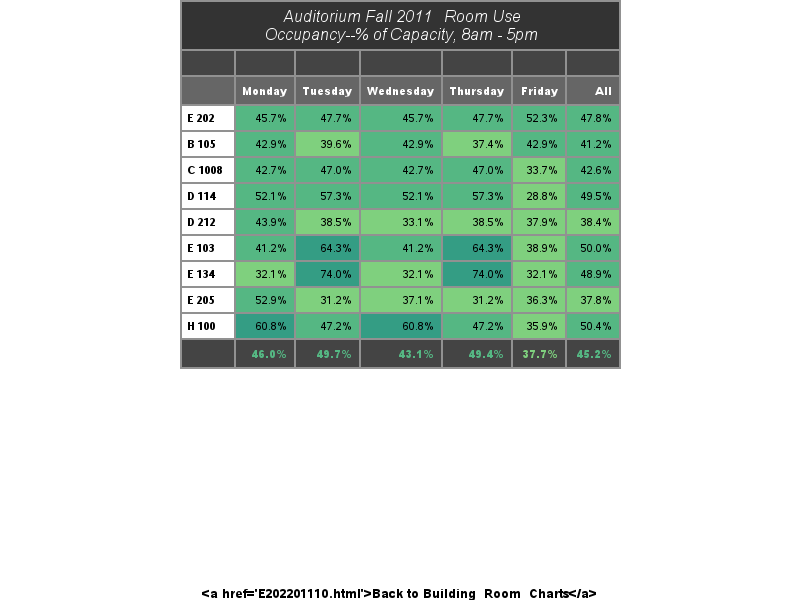 Auditorium Fall 2011 Room Use
Occupancy--% of Capacity, 8am - 5pm
Monday Tuesday Wednesday Thursday Friday All
E 202 45.7% 47.7% 45.7% 47.7% 52.3% 47.8%
B 105 42.9% 39.6% 42.9% 37.4% 42.9% 41.2%
C 1008 42.7% 47.0% 42.7% 47.0% 33.7% 42.6%
D 114 52.1% 57.3% 52.1% 57.3% 28.8% 49.5%
D 212 43.9% 38.5% 33.1% 38.5% 37.9% 38.4%
E 103 41.2% 64.3% 41.2% 64.3% 38.9% 50.0%
E 134 32.1% 74.0% 32.1% 74.0% 32.1% 48.9%
E 205 52.9% 31.2% 37.1% 31.2% 36.3% 37.8%
H 100 60.8% 47.2% 60.8% 47.2% 35.9% 50.4%
46.0% 49.7% 43.1% 49.4% 37.7% 45.2%
<a href='E202201110.html'>Back to Building Room Charts</a>